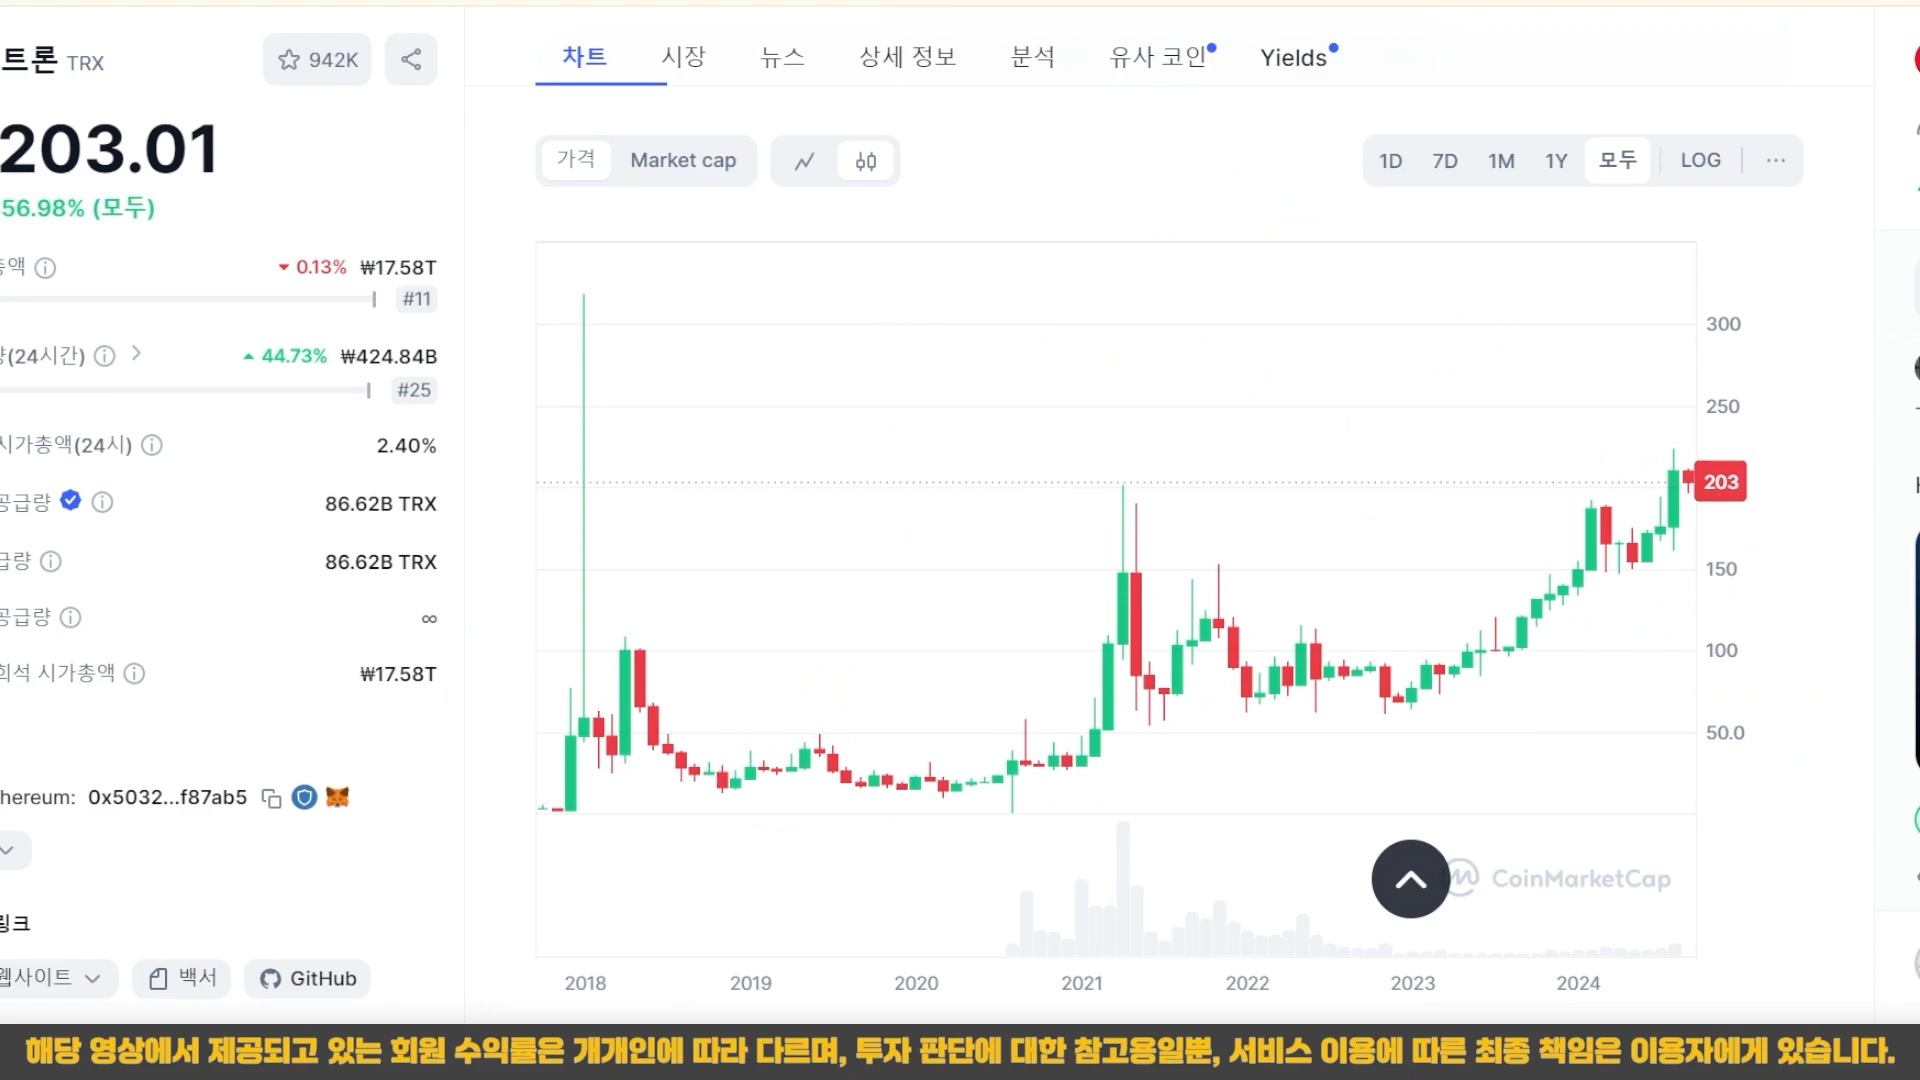 트론 TRX
942K
203.01
56.98% (모두)
총액
0.13% ₩17.58T
#11
량(24시간)
44.73% ₩424.84B
#25
시가총액(24시)
2.40%
공급량
86.62B TRX
급량
86.62B TRX
공급량
∞
희석 시가총액
₩17.58T
hereum: 0x5032...f87ab5
링크
웹사이트
백서
GitHub
차트 시장 뉴스 상세 정보 분석 유사 코인 Yields
가격 Market cap
1D 7D 1M 1Y 모두 LOG ...
300
250
203
150
100
50.0
CoinMarketCap
2018 2019 2020 2021 2022 2023 2024
해당 영상에서 제공되고 있는 회원 수익률은 개개인에 따라 다르며, 투자 판단에 대한 참고용일뿐, 서비스 이용에 따른 최종 책임은 이용자에게 있습니다.